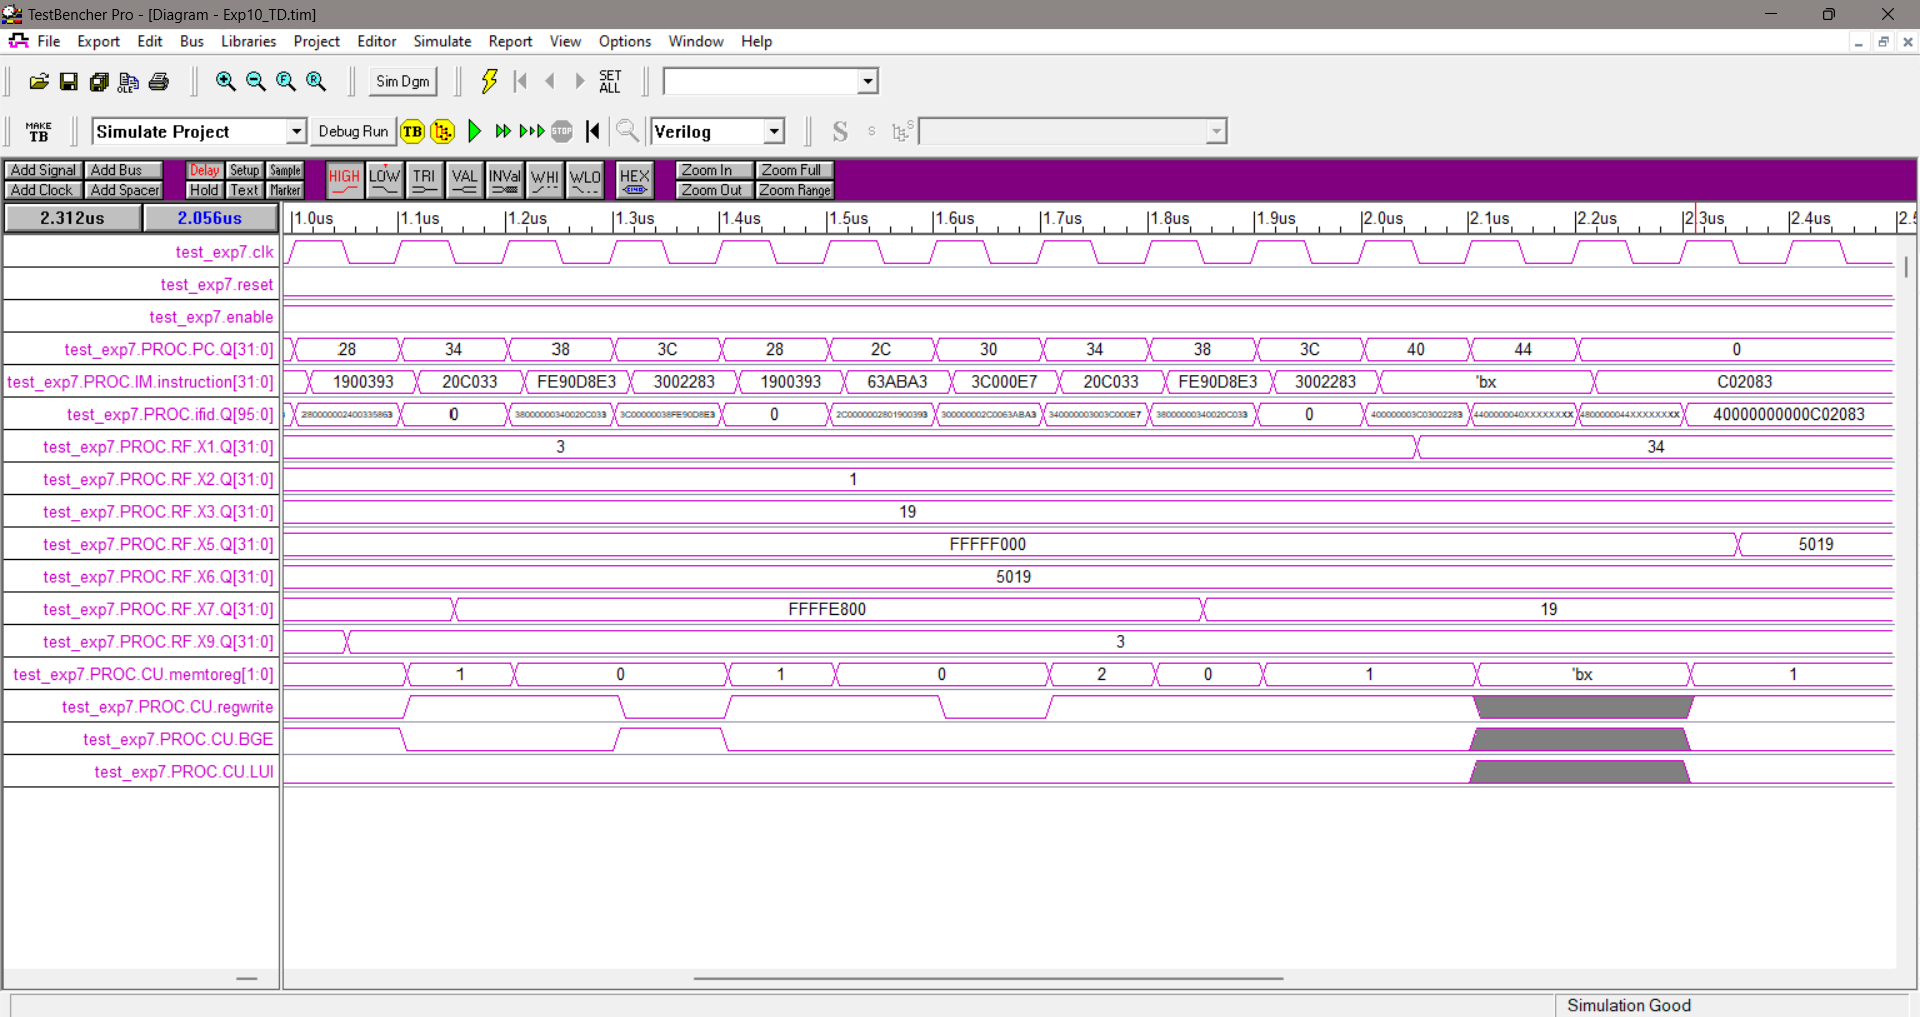 TestBencher Pro - [Diagram - Exp10_TD.tim]
File Export Edit Bus Libraries Project Editor Simulate Report View Options Window Help
OLE Sim Dgm SET ALL
MAKE TB Simulate Project Debug Run TB STOP Verilog S s S
Add Signal Add Bus Delay Setup Sample HIGH LOW TRI VAL INVal WHI WLO HEX Zoom In Zoom Full
Add Clock Add Spacer Hold Text Marker Zoom Out Zoom Range
2.312us 2.056us 1.0us 1.1us 1.2us 1.3us 1.4us 1.5us 1.6us 1.7us 1.8us 1.9us 2.0us 2.1us 2.2us 2.3us 2.4us
test_exp7.clk
test_exp7.reset
test_exp7.enable
test_exp7.PROC.PC.Q[31:0] 28 34 38 3C 28 2C 30 34 38 3C 40 44 0
test_exp7.PROC.IM.instruction[31:0] 1900393 20C033 FE90D8E3 3002283 1900393 63ABA3 3C000E7 20C033 FE90D8E3 3002283 'bx C02083
test_exp7.PROC.ifid.Q[95:0] 280000002400335863 0 38000000340020C033 3C00000038FE90D8E3 0 2C0000002801900393 300000002C0063ABA3 340000003003C000E7 38000000340020C033 0 400000003C03002283 4400000040XXXXXXXX 4800000044XXXXXXXX 40000000000C02083
test_exp7.PROC.RF.X1.Q[31:0] 3 34
test_exp7.PROC.RF.X2.Q[31:0] 1
test_exp7.PROC.RF.X3.Q[31:0] 19
test_exp7.PROC.RF.X5.Q[31:0] FFFFF000 5019
test_exp7.PROC.RF.X6.Q[31:0] 5019
test_exp7.PROC.RF.X7.Q[31:0] FFFFE800 19
test_exp7.PROC.RF.X9.Q[31:0] 3
test_exp7.PROC.CU.memtoreg[1:0] 1 0 1 0 2 0 1 'bx 1
test_exp7.PROC.CU.regwrite
test_exp7.PROC.CU.BGE
test_exp7.PROC.CU.LUI
Simulation Good